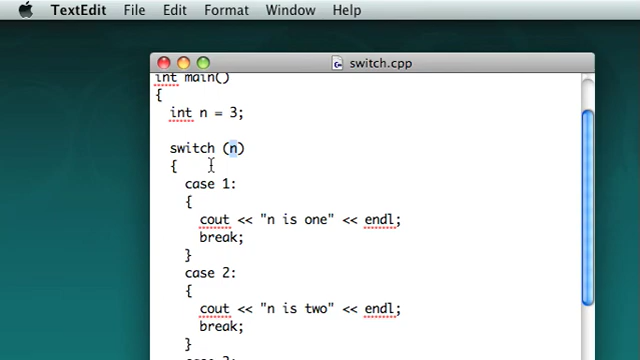 TextEdit File Edit Format Window Help
switch.cpp
int main()
{
int n = 3;
switch (n)
{
case 1:
{
cout << "n is one" << endl;
break;
}
case 2:
{
cout << "n is two" << endl;
break;
}